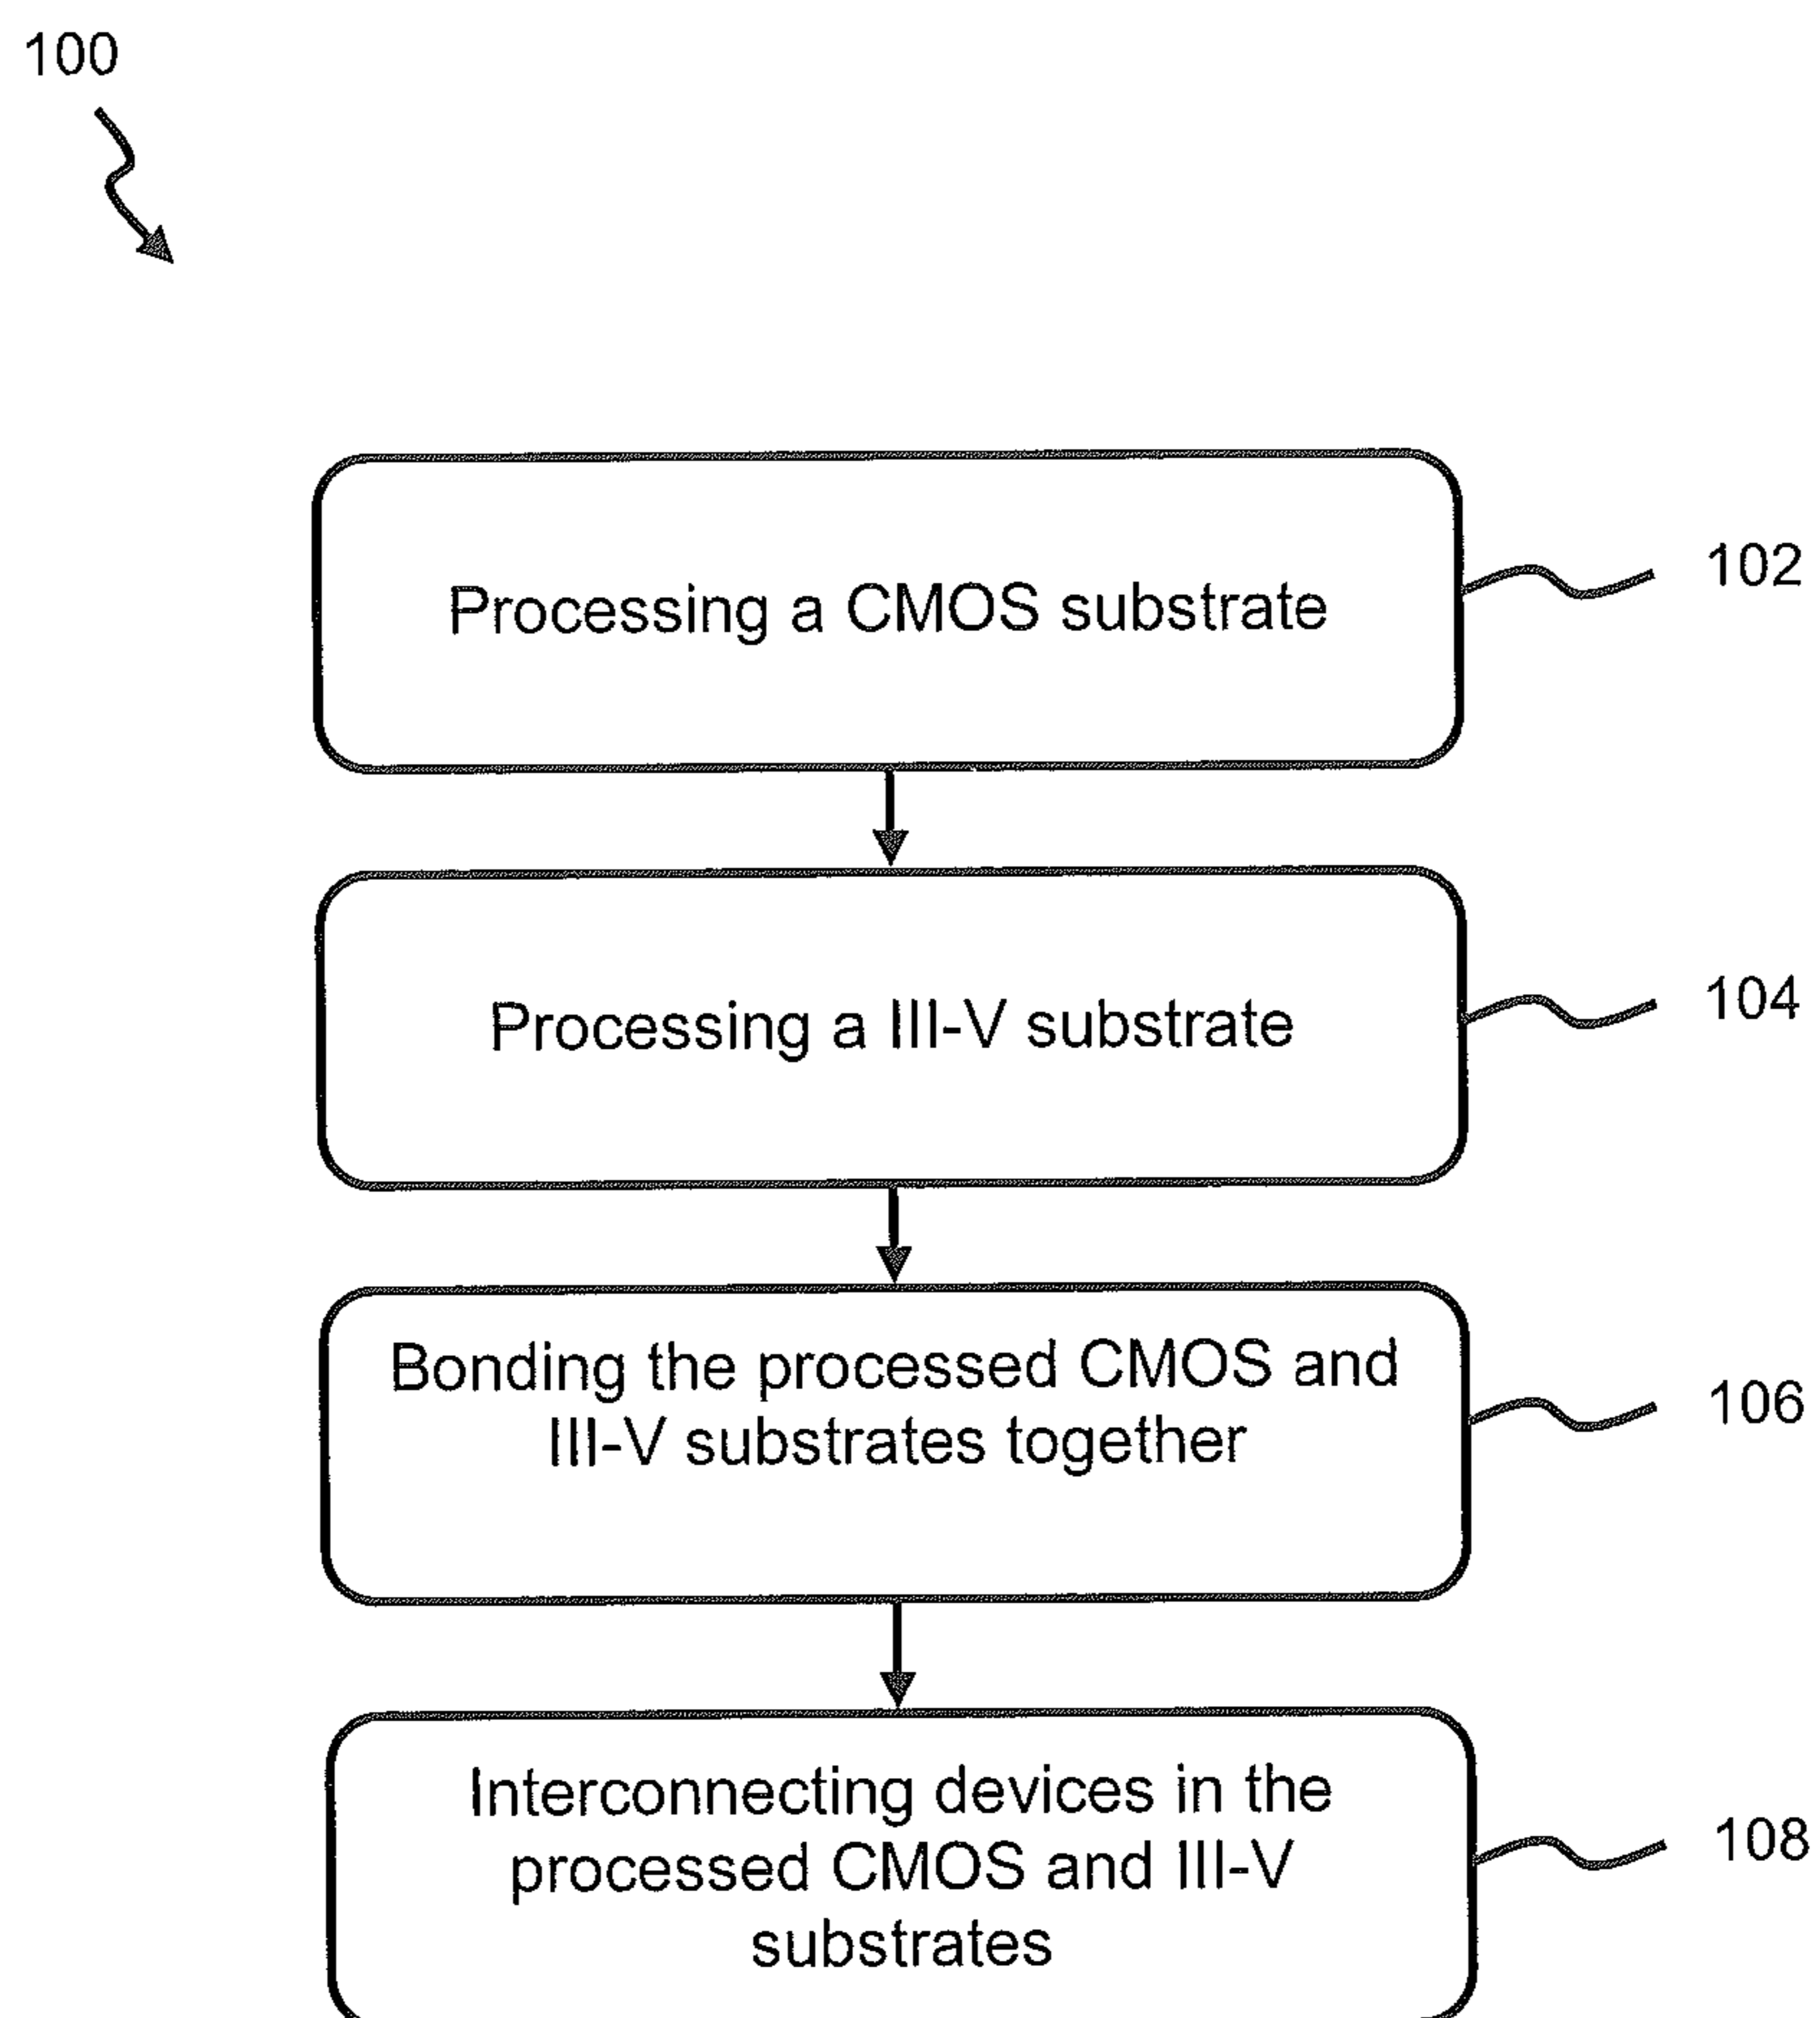 100
Processing a CMOS substrate
102
Processing a III-V substrate
104
Bonding the processed CMOS and
III-V substrates together
106
Interconnecting devices in the
processed CMOS and III-V
substrates
108